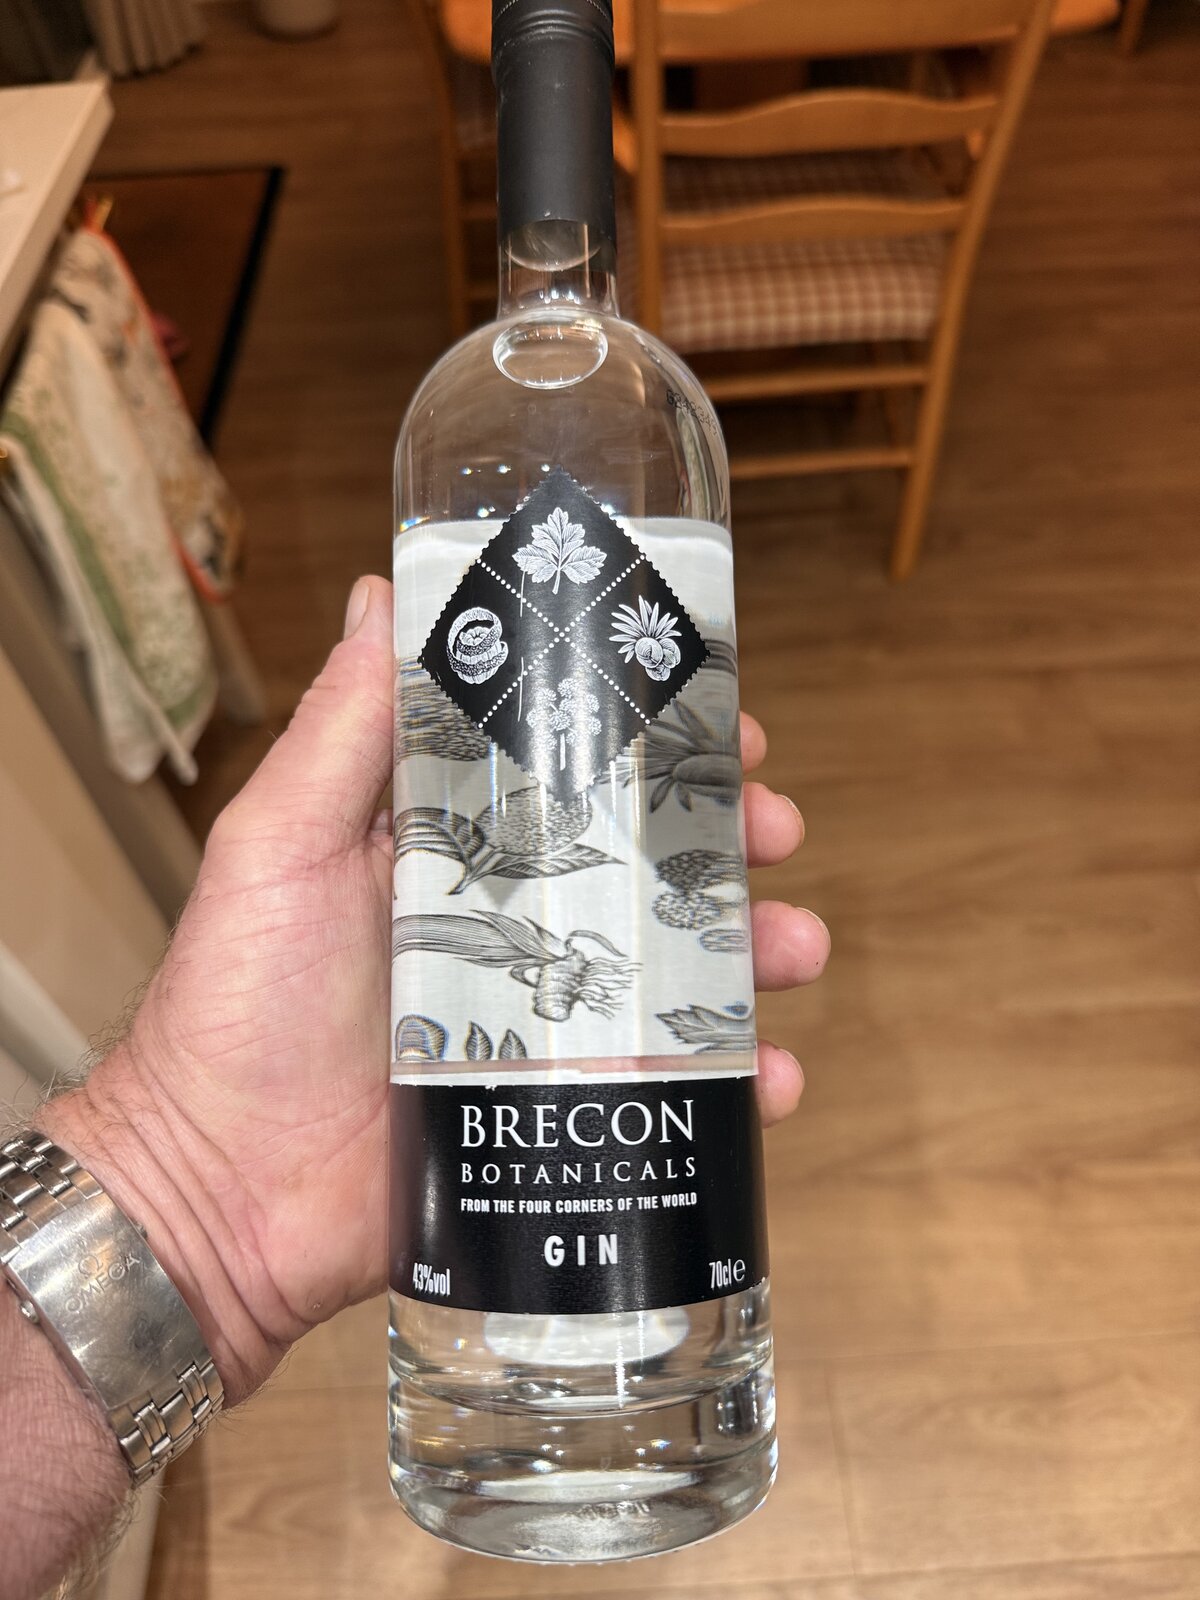 BRECON
BOTANICALS
FROM THE FOUR CORNERS OF THE WORLD
GIN
43%vol
70cl e
Ω
OMEGA